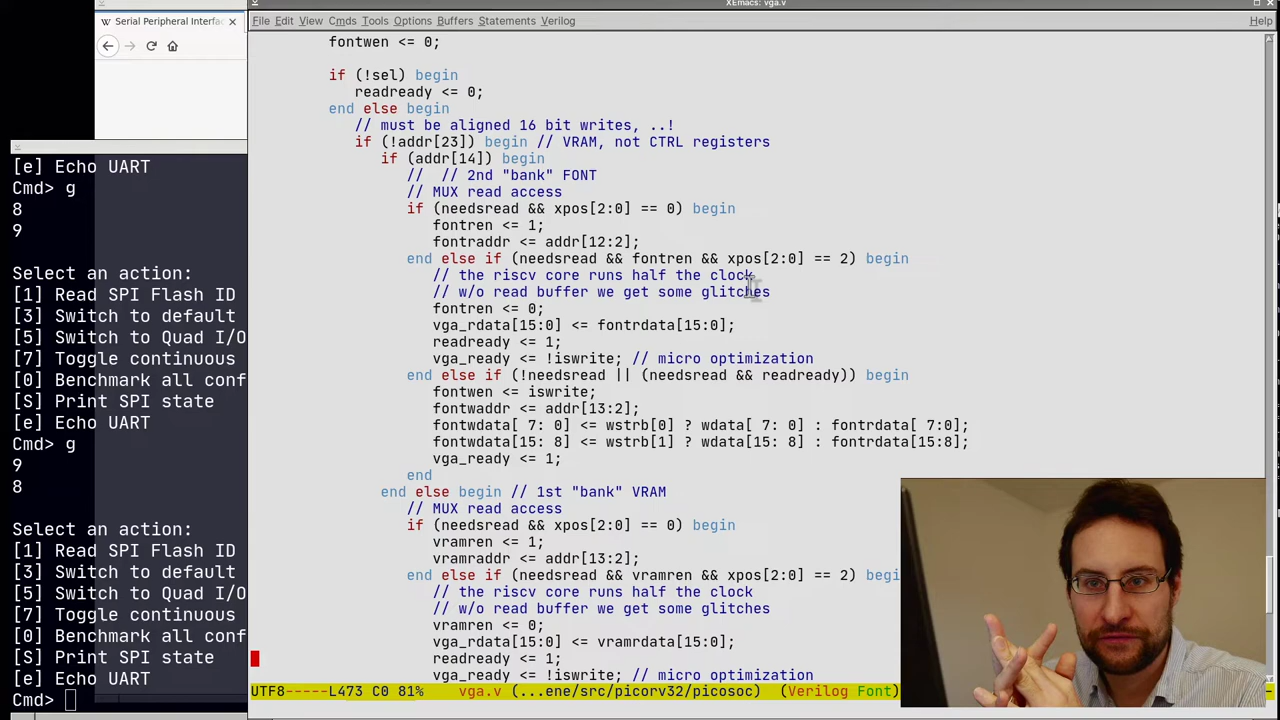 XEmacs: vga.v
Serial Peripheral Interfa
File Edit View Cmds Tools Options Buffers Statements Verilog Help
fontwen <= 0;
if (!sel) begin
readready <= 0;
end else begin
// must be aligned 16 bit writes, ..!
if (!addr[23]) begin // VRAM, not CTRL registers
if (addr[14]) begin
//  // 2nd "bank" FONT
// MUX read access
if (needsread && xpos[2:0] == 0) begin
fontren <= 1;
fontraddr <= addr[12:2];
end else if (needsread && fontren && xpos[2:0] == 2) begin
// the riscv core runs half the clock
// w/o read buffer we get some glitches
fontren <= 0;
vga_rdata[15:0] <= fontrdata[15:0];
readready <= 1;
vga_ready <= !iswrite; // micro optimization
end else if (!needsread || (needsread && readready)) begin
fontwen <= iswrite;
fontwaddr <= addr[13:2];
fontwdata[ 7: 0] <= wstrb[0] ? wdata[ 7: 0] : fontrdata[ 7:0];
fontwdata[15: 8] <= wstrb[1] ? wdata[15: 8] : fontrdata[15:8];
vga_ready <= 1;
end
end else begin // 1st "bank" VRAM
// MUX read access
if (needsread && xpos[2:0] == 0) begin
vramren <= 1;
vramraddr <= addr[13:2];
end else if (needsread && vramren && xpos[2:0] == 2) begi
// the riscv core runs half the clock
// w/o read buffer we get some glitches
vramren <= 0;
vga_rdata[15:0] <= vramrdata[15:0];
readready <= 1;
vga_ready <= !iswrite; // micro optimization
UTF8-----L473 C0 81% vga.v (...ene/src/picorv32/picosoc) (Verilog Font)
[e] Echo UART
Cmd> g
8
9
Select an action:
[1] Read SPI Flash ID
[3] Switch to default
[5] Switch to Quad I/O
[7] Toggle continuous
[0] Benchmark all conf
[S] Print SPI state
[e] Echo UART
Cmd> g
9
8
Select an action:
[1] Read SPI Flash ID
[3] Switch to default
[5] Switch to Quad I/O
[7] Toggle continuous
[0] Benchmark all conf
[S] Print SPI state
[e] Echo UART
Cmd>